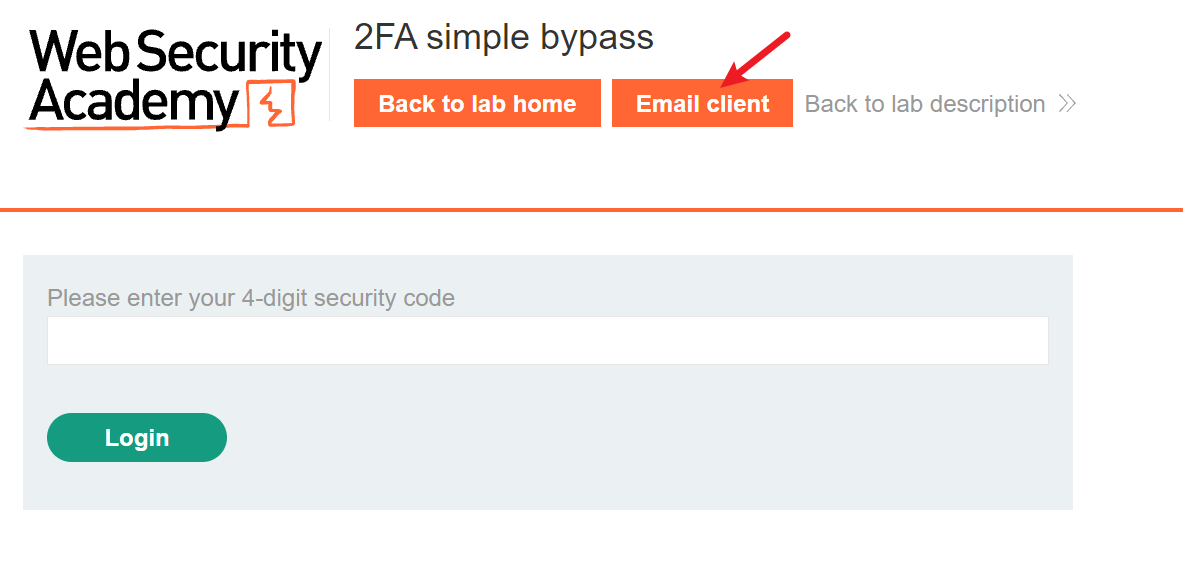 Web Security
Academy
2FA simple bypass
Back to lab home
Email client
Back to lab description
Please enter your 4-digit security code
Login